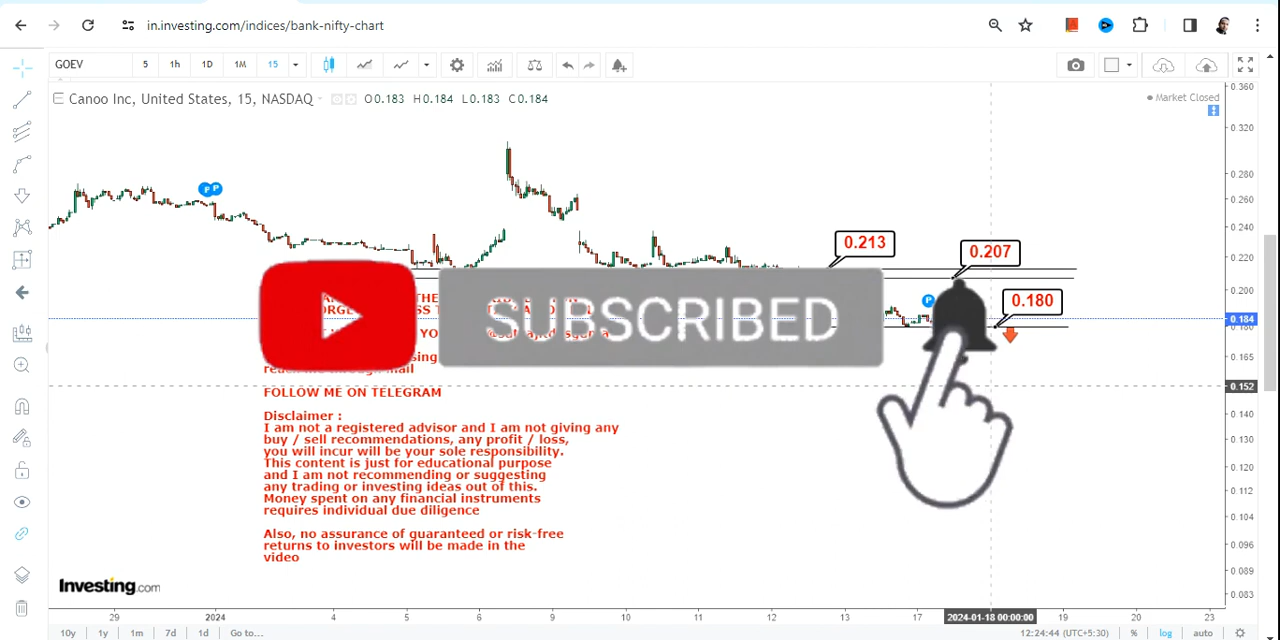 in.investing.com/indices/bank-nifty-chart
GOEV 5 1h 1D 1M 15
Canoo Inc, United States, 15, NASDAQ O0.183 H0.184 L0.183 C0.184
Market Closed
0.360
0.320
0.280
0.260
0.240
0.220
0.200
0.184
0.165
0.152
0.140
0.130
0.120
0.112
0.104
0.096
0.089
0.083
P P
0.213
0.207
0.180
P
SUBSCRIBED
FOLLOW ME ON TELEGRAM
Disclaimer :
I am not a registered advisor and I am not giving any
buy / sell recommendations, any profit / loss,
you will incur will be your sole responsibility.
This content is just for educational purpose
and I am not recommending or suggesting
any trading or investing ideas out of this.
Money spent on any financial instruments
requires individual due diligence
Also, no assurance of guaranteed or risk-free
returns to investors will be made in the
video
Investing.com
29 2024 4 5 6 9 10 11 12 13 17 2024-01-18 00:00:00 19 20 23
10y 1y 1m 7d 1d Go to... 12:24:44 (UTC+5:30) % log auto